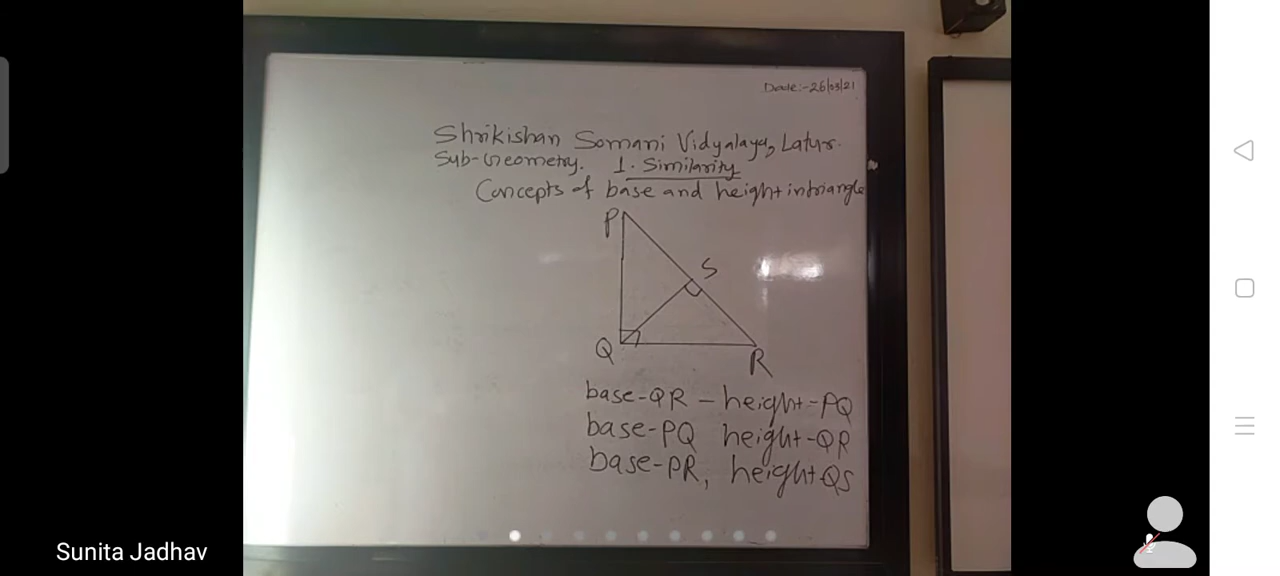 Date:-26/03/21
Shrikishan Somani Vidyalaya, Latur.
Sub-Geometry. 1. Similarity
Concepts of base and height in triangle
P
S
Q
R
base-QR - height-PQ
base-PQ height-QR
base-PR, height-QS
Sunita Jadhav